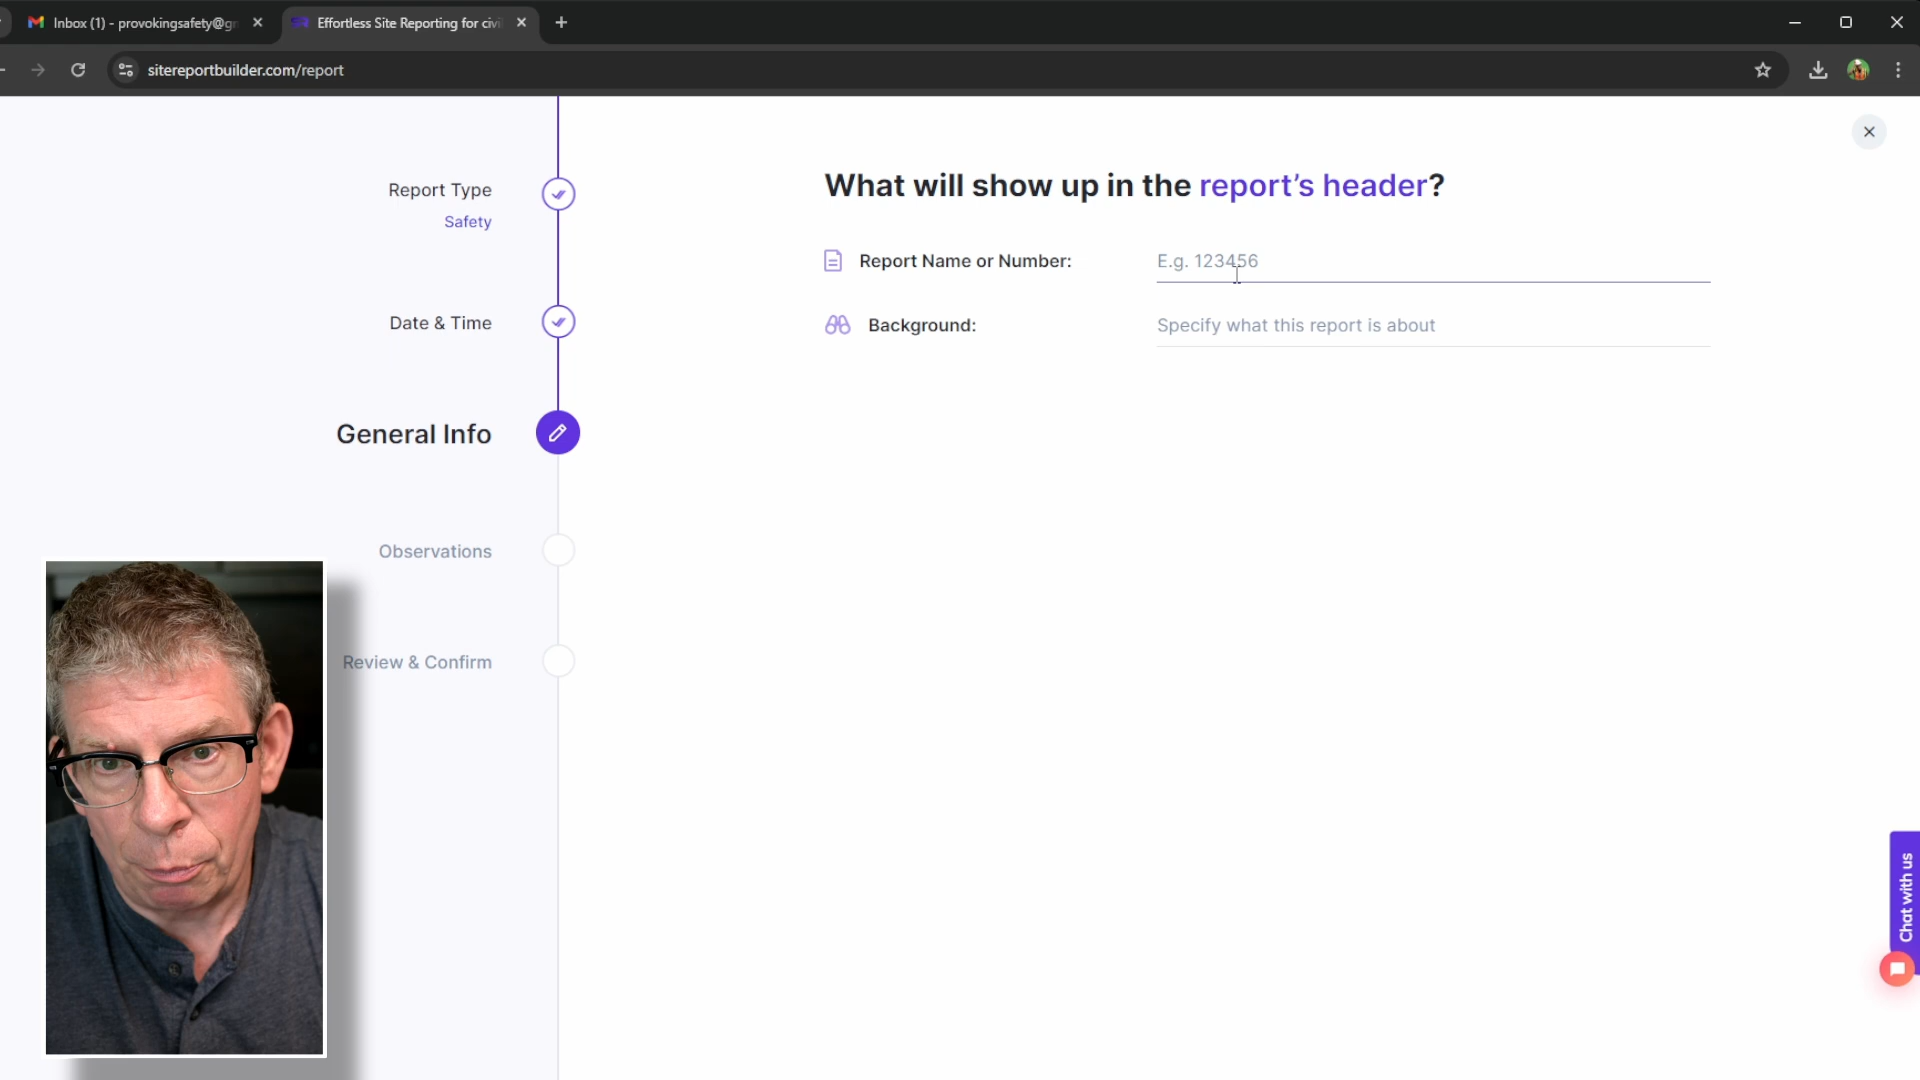 Inbox (1) - provokingsafety@gm
Effortless Site Reporting for civil
sitereportbuilder.com/report
Report Type
Safety
Date & Time
General Info
Observations
Review & Confirm
What will show up in the report's header?
Report Name or Number:
E.g. 123456
Background:
Specify what this report is about
Chat with us